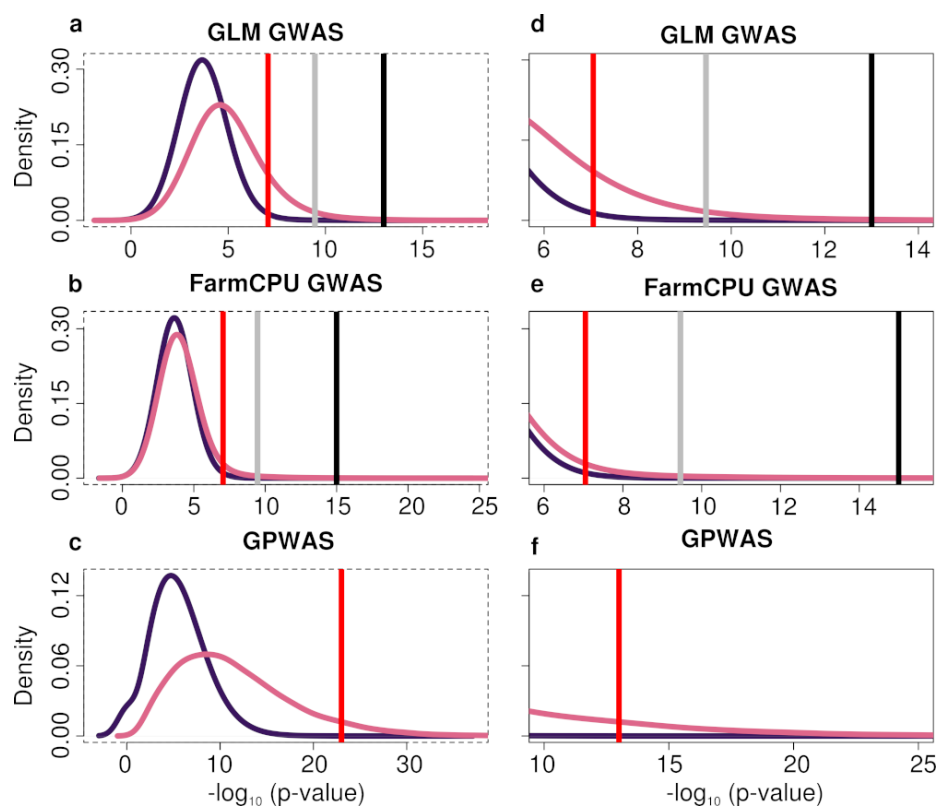 a
GLM GWAS
Density
0.00 0.15 0.30
0 5 10 15
d
GLM GWAS
6 8 10 12 14
b
FarmCPU GWAS
Density
0.00 0.15 0.30
0 5 10 15 20 25
e
FarmCPU GWAS
6 8 10 12 14
c
GPWAS
Density
0.00 0.06 0.12
0 10 20 30
-log₁₀ (p-value)
f
GPWAS
10 15 20 25
-log₁₀ (p-value)